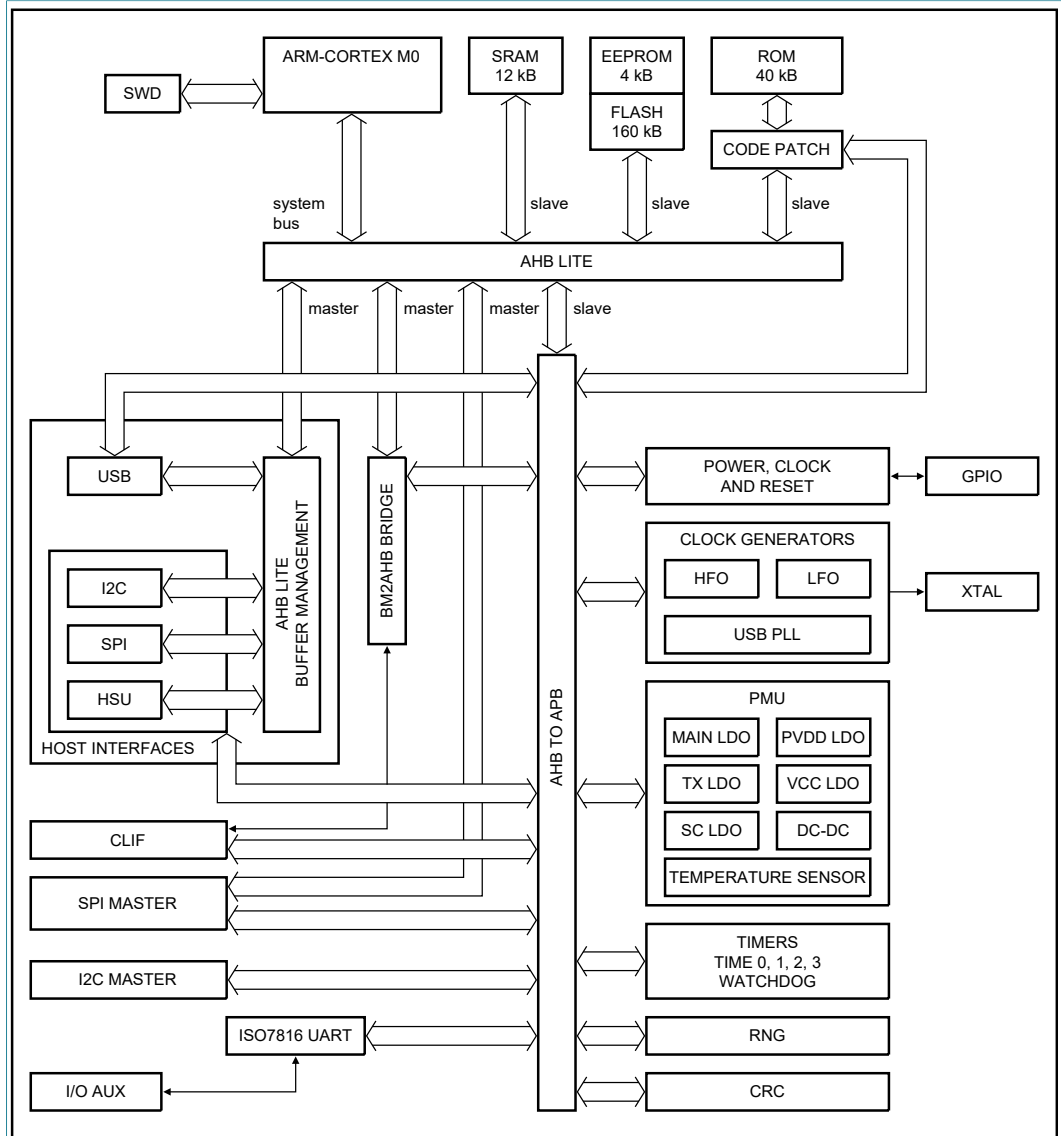 ARM-CORTEX M0
SRAM
12 kB
EEPROM
4 kB
ROM
40 kB
SWD
FLASH
160 kB
CODE PATCH
system
bus
slave
slave
slave
AHB LITE
master
master
master
slave
USB
POWER, CLOCK
AND RESET
GPIO
AHB LITE
BUFFER MANAGEMENT
BM2AHB BRIDGE
CLOCK GENERATORS
HFO
LFO
XTAL
USB PLL
I2C
SPI
HSU
HOST INTERFACES
AHB TO APB
PMU
MAIN LDO
PVDD LDO
TX LDO
VCC LDO
SC LDO
DC-DC
TEMPERATURE SENSOR
CLIF
SPI MASTER
I2C MASTER
TIMERS
TIME 0, 1, 2, 3
WATCHDOG
ISO7816 UART
RNG
I/O AUX
CRC